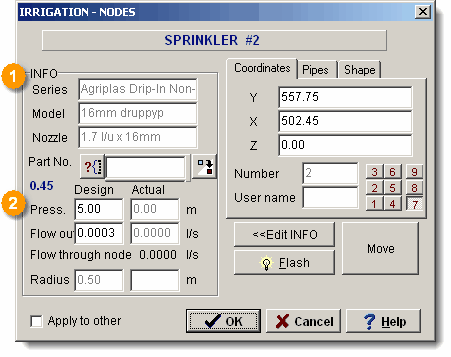 IRRIGATION - NODES
SPRINKLER #2
1
INFO
Series Agriplas Drip-In Non-
Model 16mm druppyp
Nozzle 1.7 l/u x 16mm
Part No. ?{}
0.45
Design Actual
2
Press. 5.00 0.00 m
Flow out 0.0003 0.0000 l/s
Flow through node 0.0000 l/s
Radius 0.50 m
Coordinates Pipes Shape
Y 557.75
X 502.45
Z 0.00
Number 2
User name
3 6 9
2 5 8
1 4 7
<<Edit INFO
Flash
Move
Apply to other
OK
Cancel
? Help